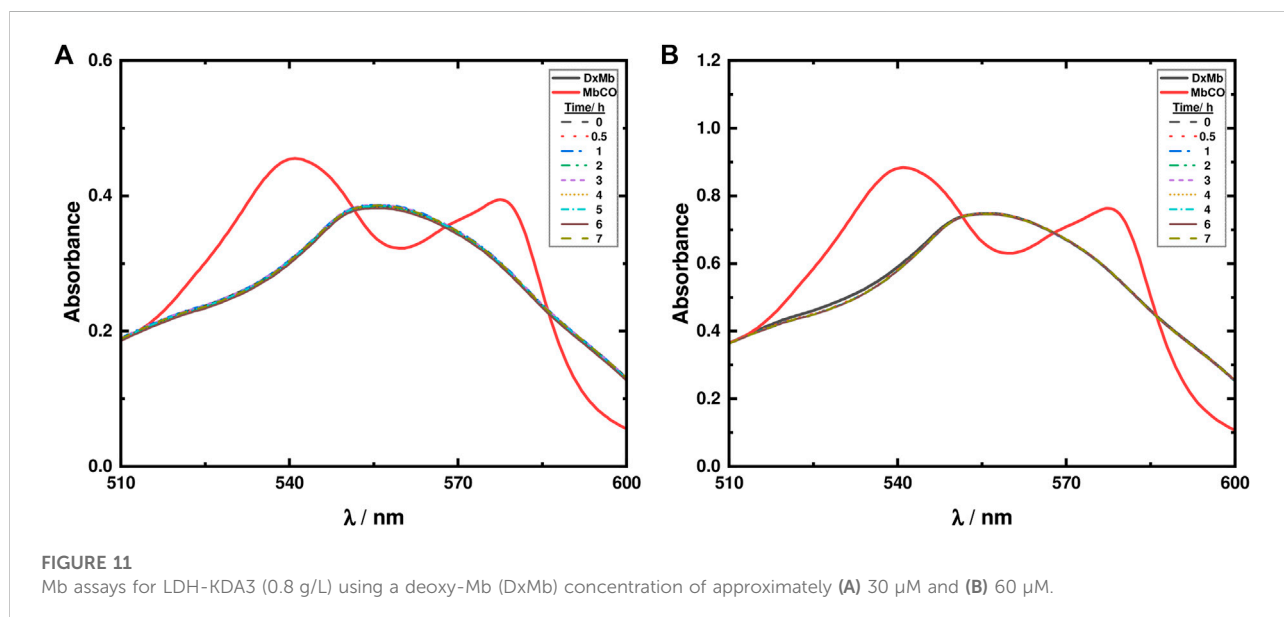 A
0.6
0.4
0.2
0.0
Absorbance
510
540
570
600
λ / nm
DxMb
MbCO
Time/ h
0
0.5
1
2
3
4
5
6
7
B
1.2
1.0
0.8
0.6
0.4
0.2
0.0
Absorbance
510
540
570
600
λ / nm
DxMb
MbCO
Time/ h
0
0.5
1
2
3
4
4
6
7
FIGURE 11
Mb assays for LDH-KDA3 (0.8 g/L) using a deoxy-Mb (DxMb) concentration of approximately (A) 30 μM and (B) 60 μM.